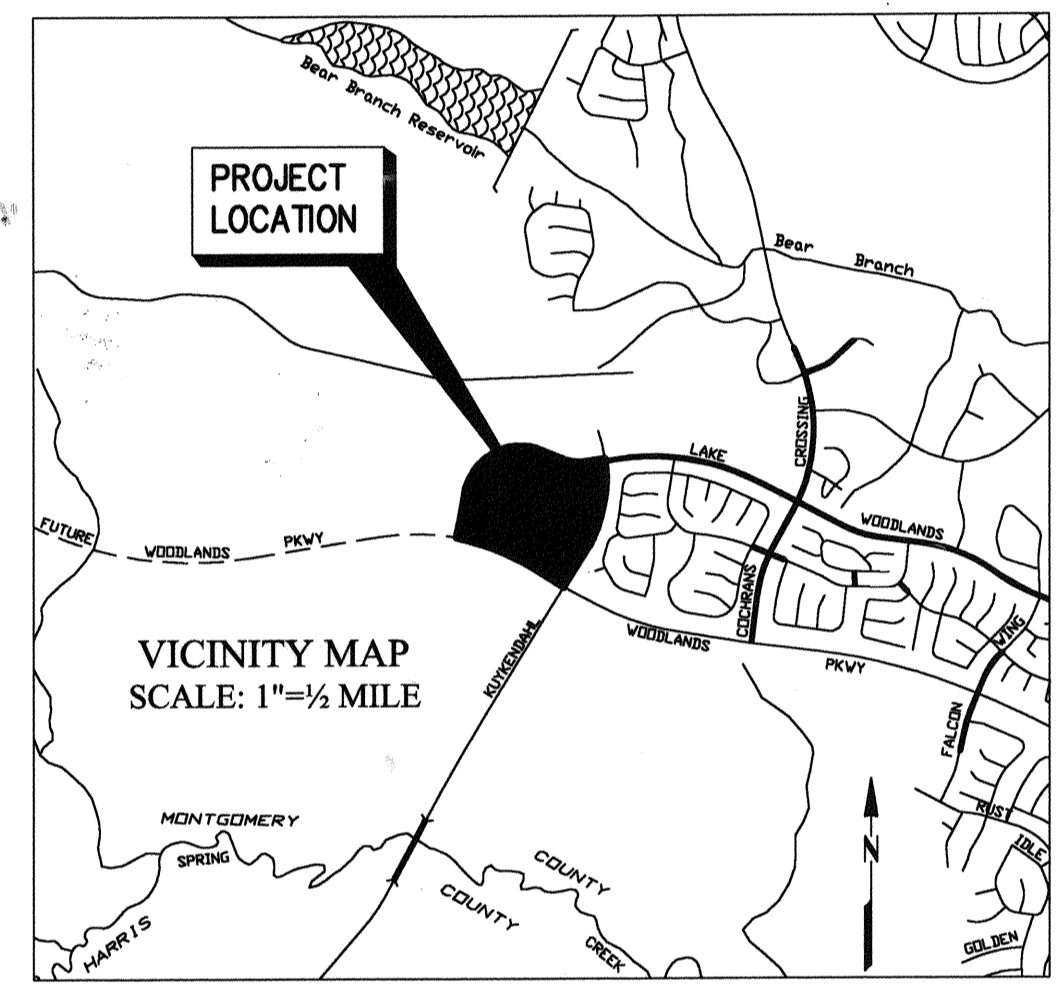 Bear Branch Reservoir
PROJECT
LOCATION
Bear Branch
CROSSING
LAKE
WOODLANDS
FUTURE
WOODLANDS
PKWY
COCHRANS
WOODLANDS
PKWY
WING
FALCON
KUYKENDAHL
VICINITY MAP
SCALE: 1"=½ MILE
RUST
IDLE
N
MONTGOMERY
COUNTY
SPRING
HARRIS
COUNTY
CREEK
GOLDEN